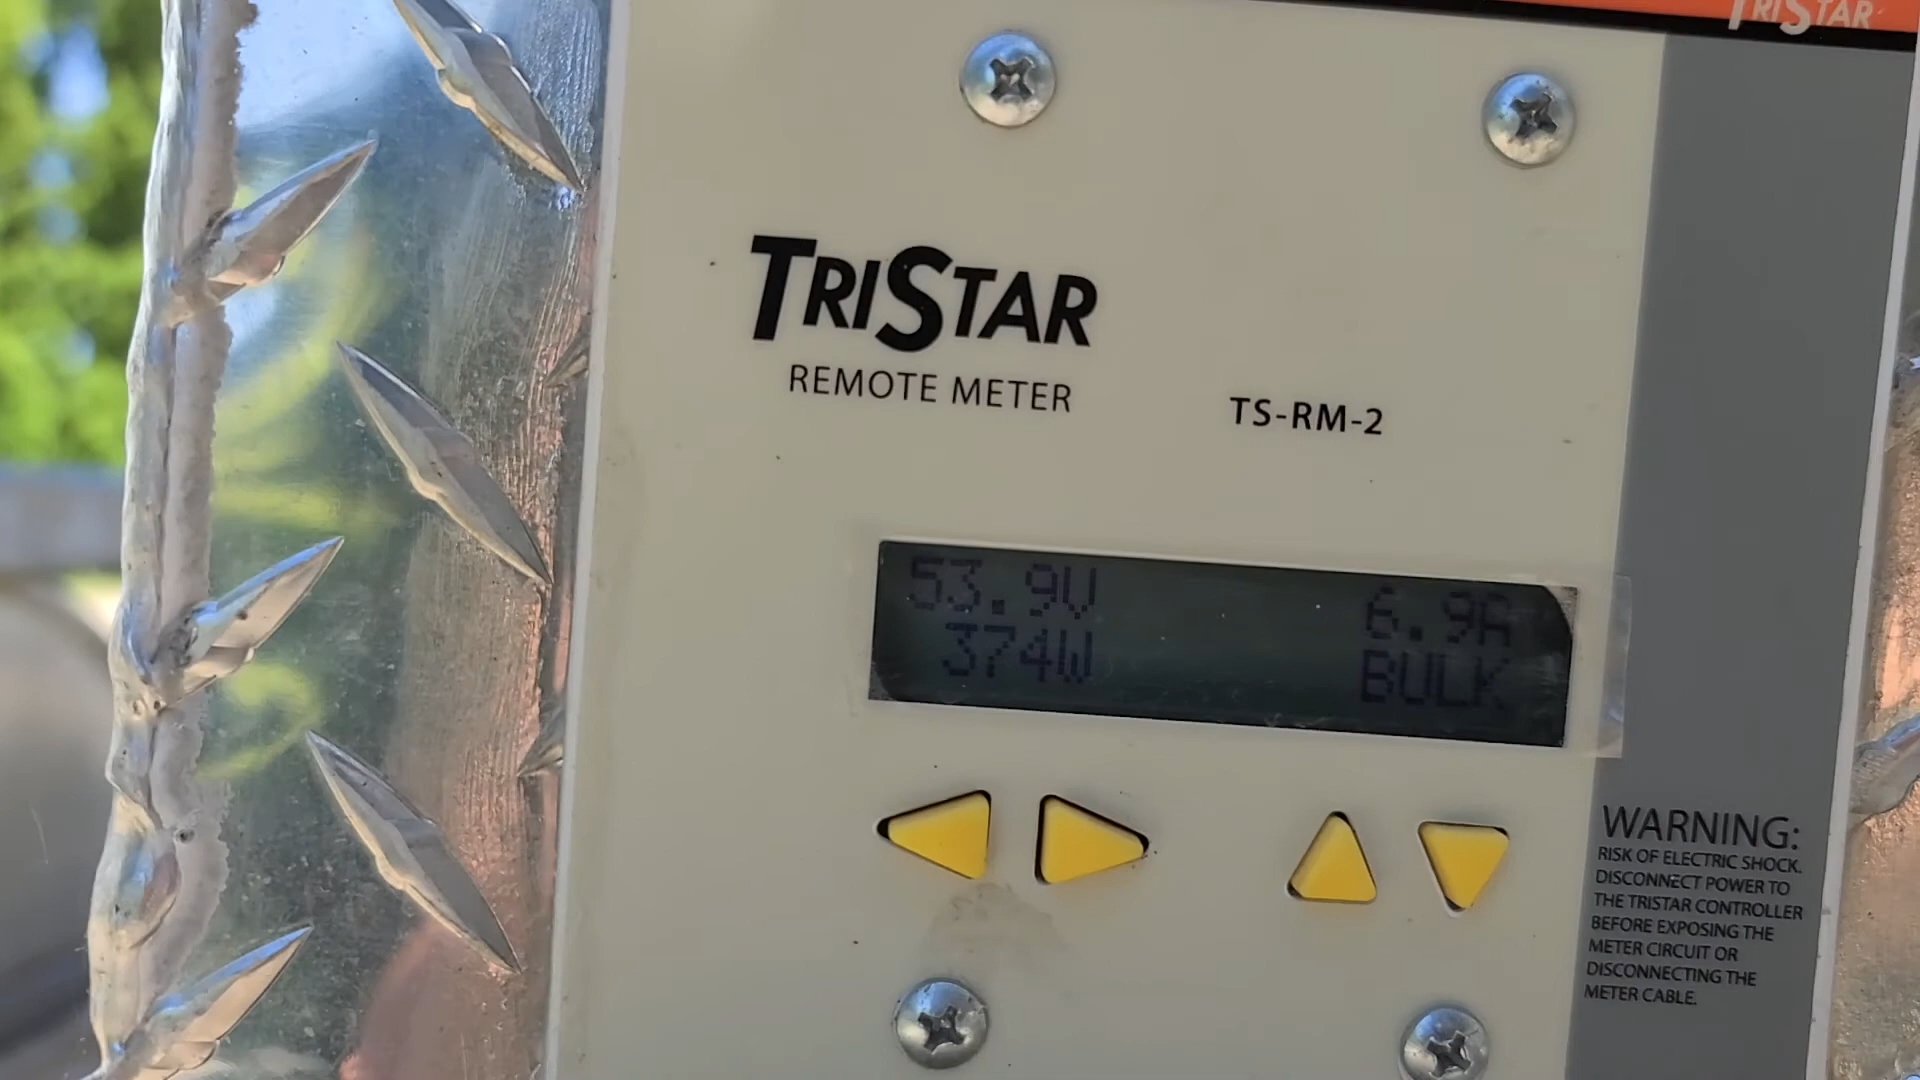 TRISTAR
TRISTAR
REMOTE METER
TS-RM-2
53.9V 6.9A
374W BULK
WARNING:
RISK OF ELECTRIC SHOCK.
DISCONNECT POWER TO
THE TRISTAR CONTROLLER
BEFORE EXPOSING THE
METER CIRCUIT OR
DISCONNECTING THE
METER CABLE.